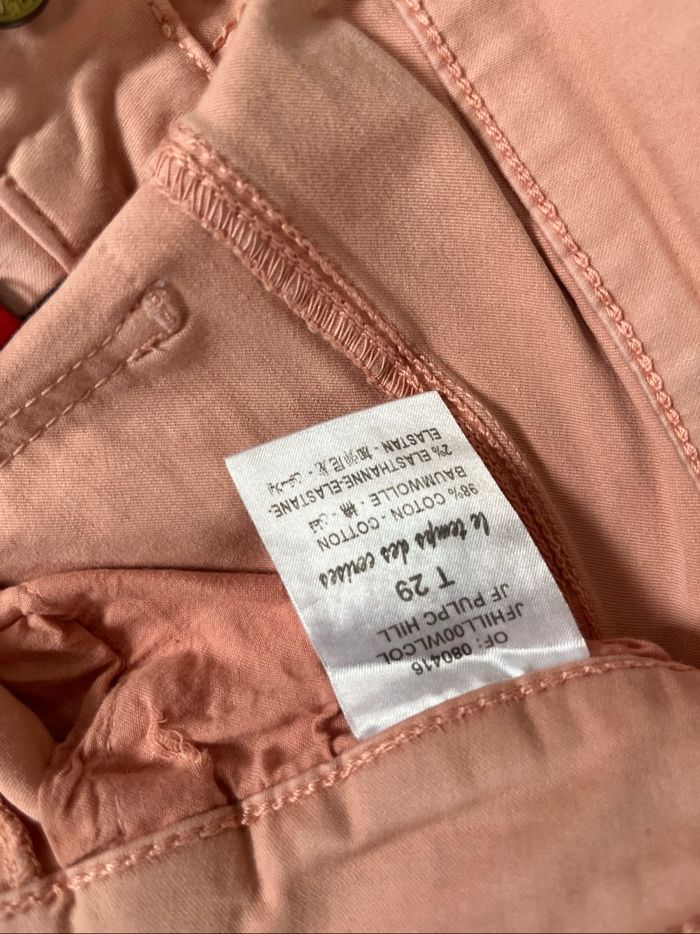 OF: 080416
JFHILL00WLCOL
JF PULPC HILL
T 29
le temps des cerises
98% COTON - COTTON
BAUMWOLLE - 棉 -
2% ELASTHANNE-ELASTANE-
ELASTAN -